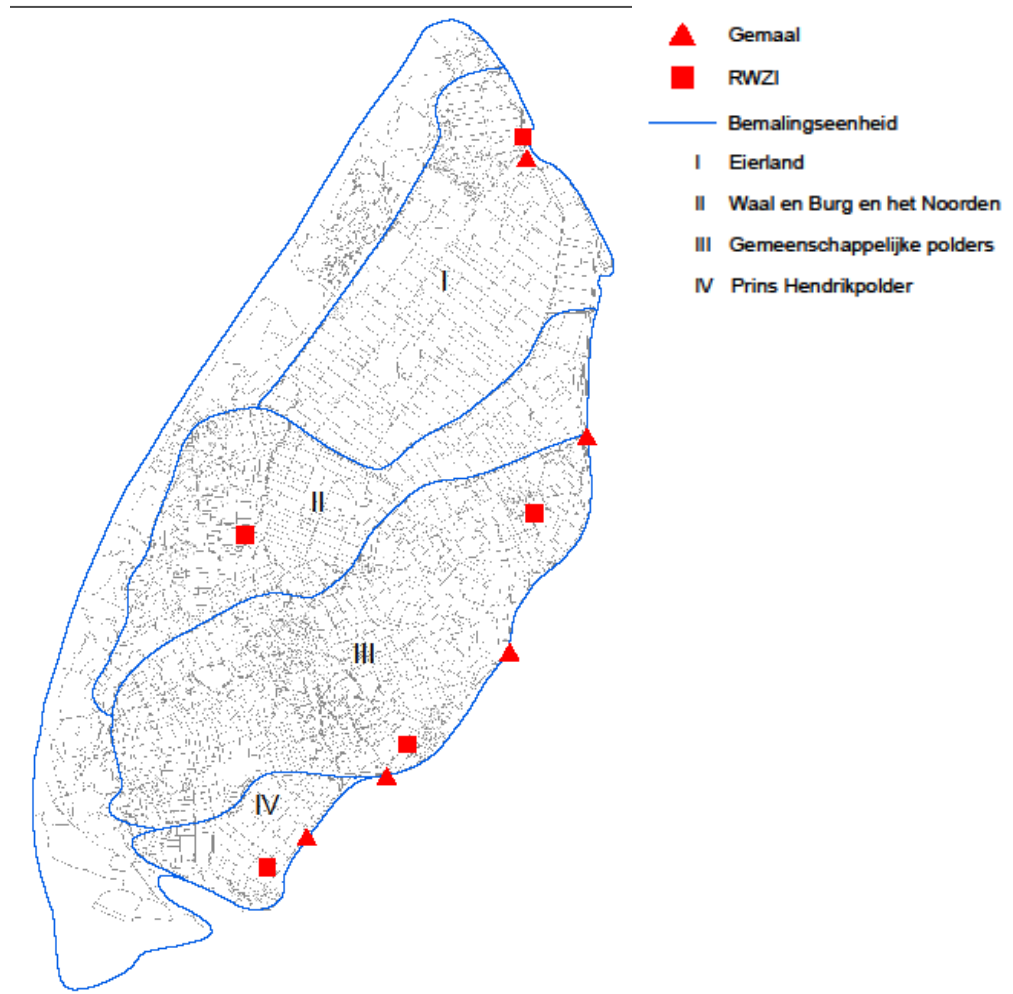 Gemaal
RWZI
Bemalingseenheid
I Eierland
II Waal en Burg en het Noorden
III Gemeenschappelijke polders
IV Prins Hendrikpolder
I
II
III
IV